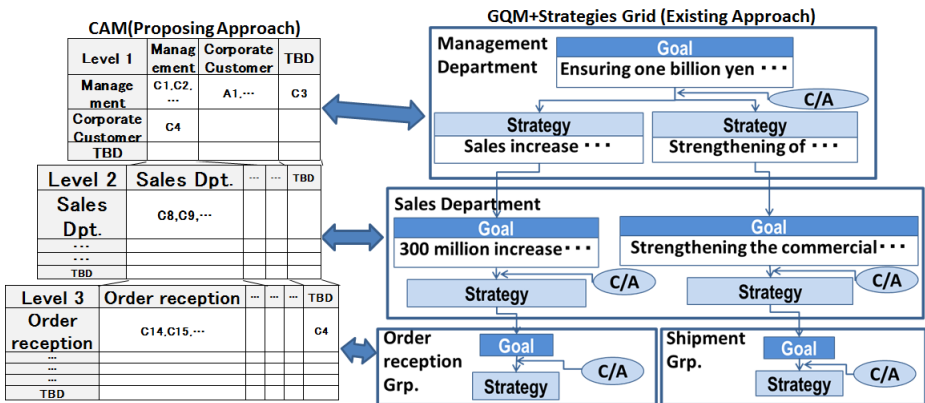 CAM(Proposing Approach)
Level 1
Manag
ement
Corporate
Customer
TBD
Manage
ment
C1,C2,
…
A1,…
C3
Corporate
Customer
C4
TBD
Level 2
Sales Dpt.
…
…
TBD
Sales
Dpt.
C8,C9,…
…
…
TBD
Level 3
Order reception
…
…
…
TBD
Order
reception
C14,C15,…
C4
…
…
…
TBD
GQM+Strategies Grid (Existing Approach)
Management
Department
Goal
Ensuring one billion yen ・・・
C/A
Strategy
Sales increase ・・・
Strategy
Strengthening of ・・・
Sales Department
Goal
300 million increase・・・
C/A
Strategy
Goal
Strengthening the commercial・・・
C/A
Strategy
Order
reception
Grp.
Goal
C/A
Strategy
Shipment
Grp.
Goal
C/A
Strategy